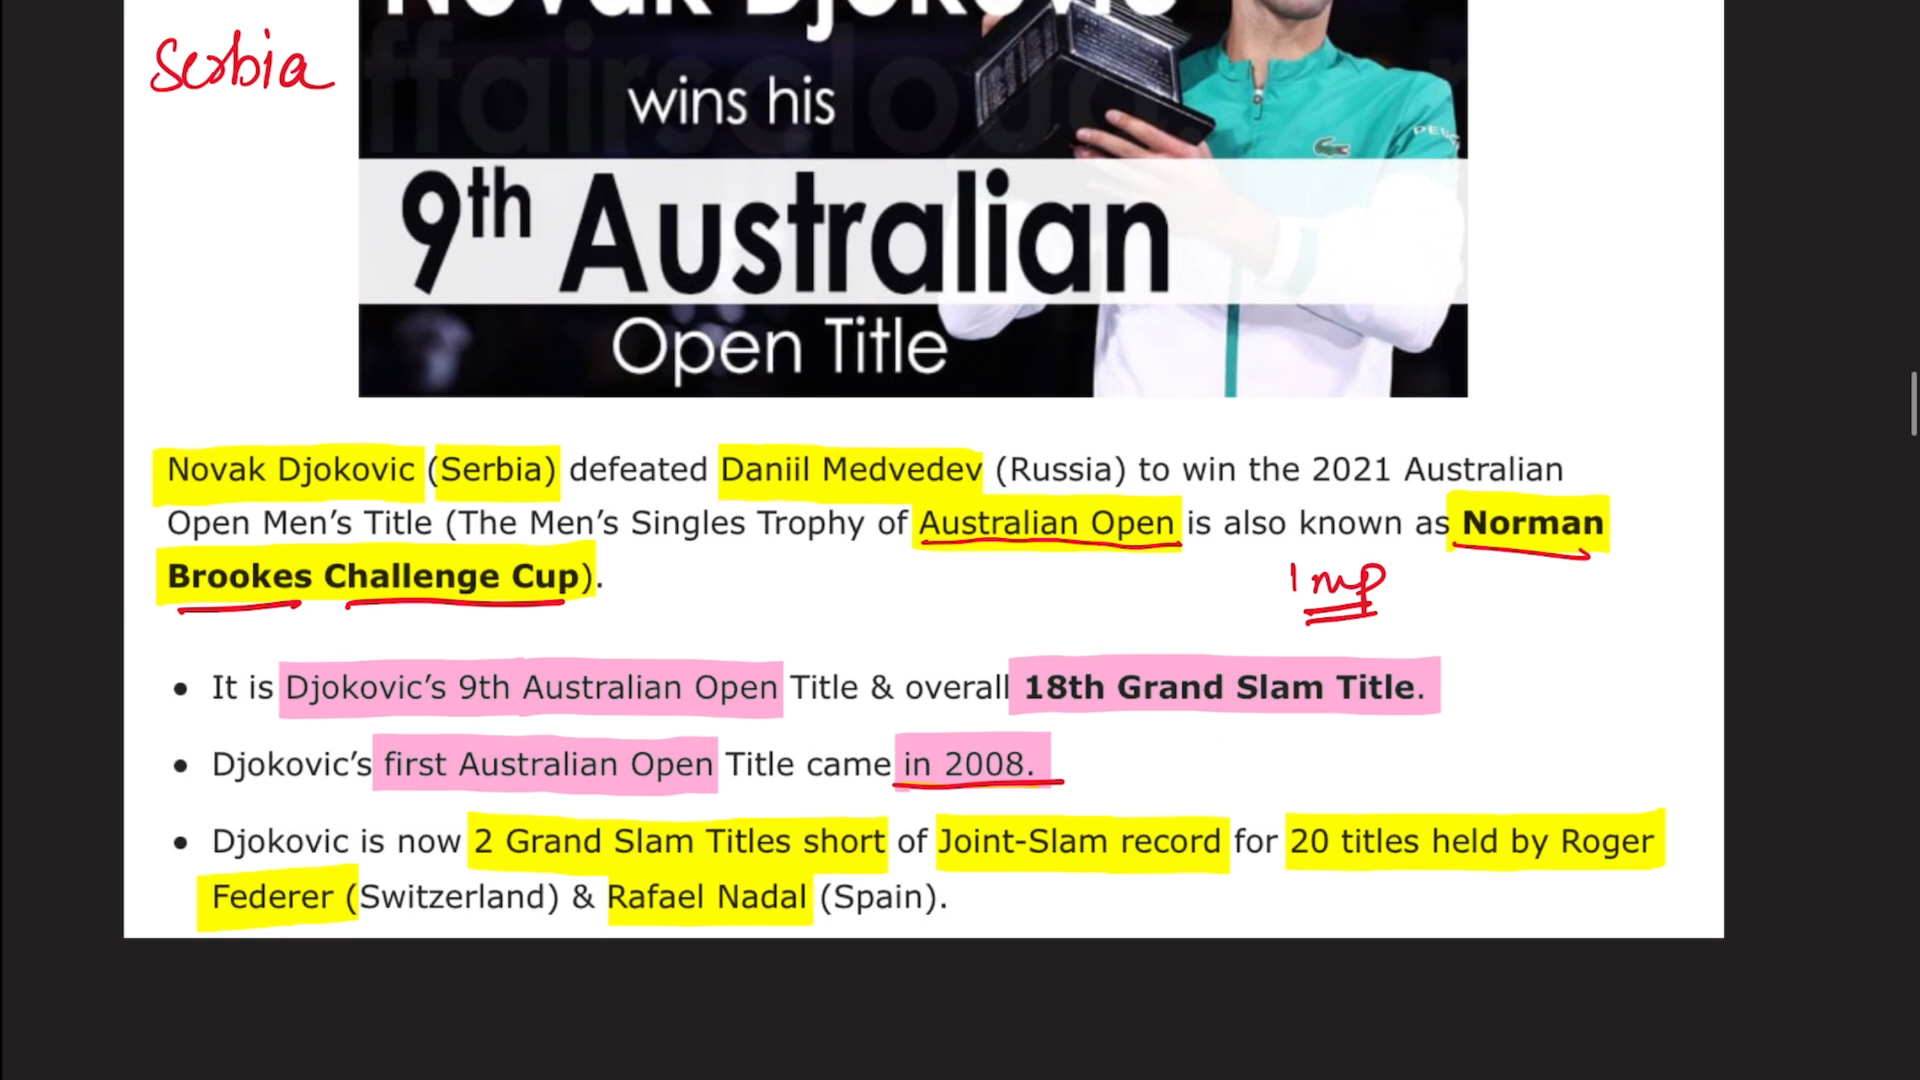 Serbia
Novak Djokovic
wins his
9th Australian
Open Title
Novak Djokovic (Serbia) defeated Daniil Medvedev (Russia) to win the 2021 Australian
Open Men’s Title (The Men’s Singles Trophy of Australian Open is also known as Norman
Brookes Challenge Cup).
Imp
• It is Djokovic’s 9th Australian Open Title & overall 18th Grand Slam Title.
• Djokovic’s first Australian Open Title came in 2008.
• Djokovic is now 2 Grand Slam Titles short of Joint-Slam record for 20 titles held by Roger
Federer (Switzerland) & Rafael Nadal (Spain).